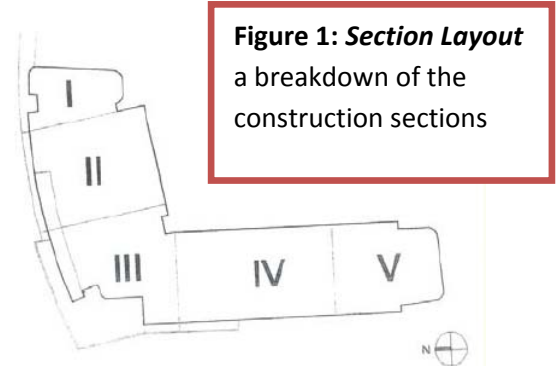 Figure 1: Section Layout
a breakdown of the
construction sections
I
II
III
IV
V
N